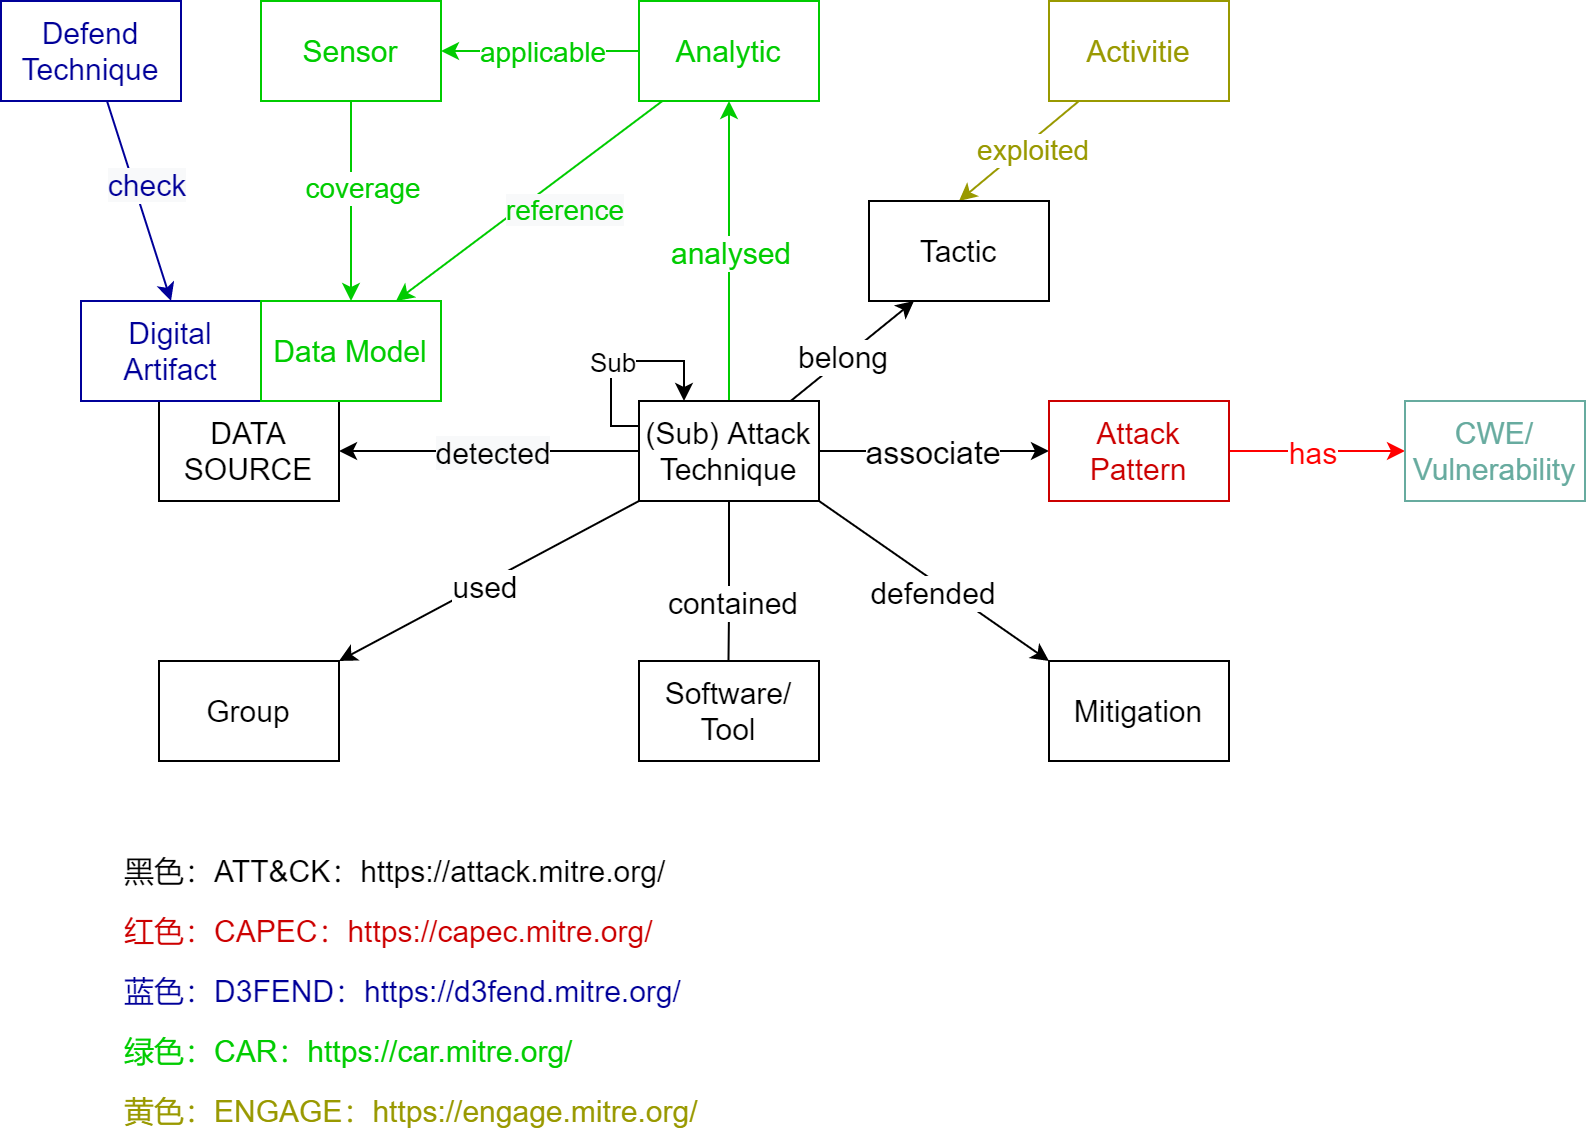 Defend
Technique
Sensor
applicable
Analytic
Activitie
check
coverage
reference
exploited
analysed
Tactic
Digital
Artifact
Data Model
Sub
belong
DATA
SOURCE
detected
(Sub) Attack
Technique
associate
Attack
Pattern
has
CWE/
Vulnerability
used
contained
defended
Group
Software/
Tool
Mitigation
黑色：ATT&CK：https://attack.mitre.org/
红色：CAPEC：https://capec.mitre.org/
蓝色：D3FEND：https://d3fend.mitre.org/
绿色：CAR：https://car.mitre.org/
黄色：ENGAGE：https://engage.mitre.org/